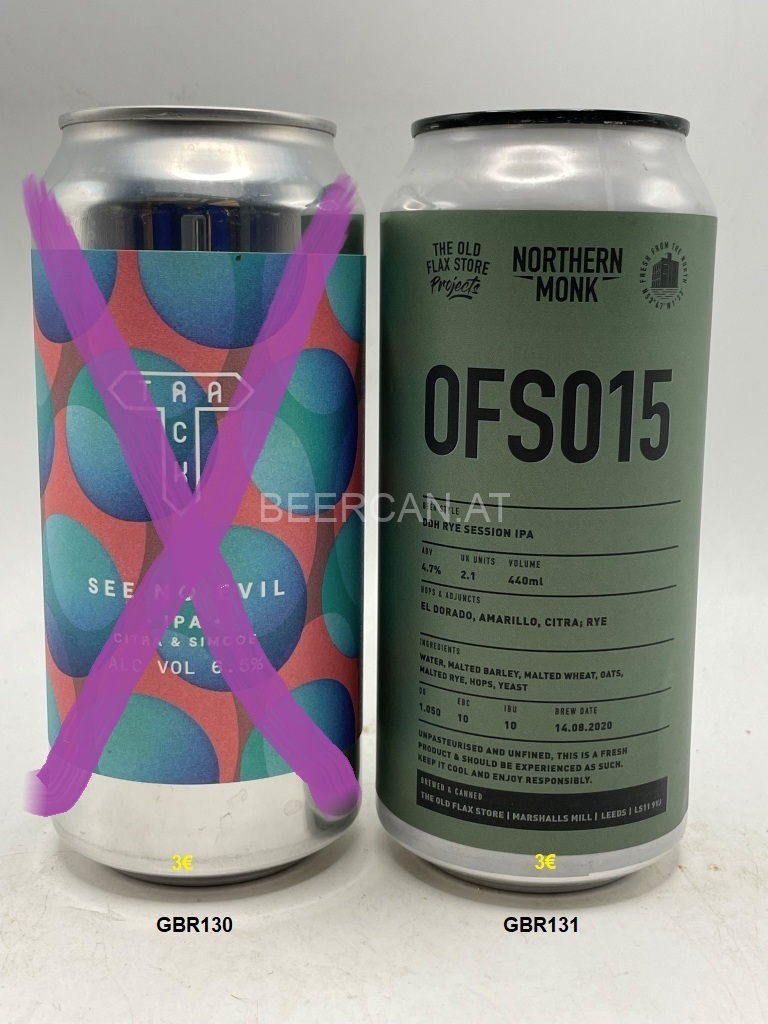 TRACK
SEE NO EVIL
- IPA -
CITRA & SIMCOE
ALC VOL 6.5%
3€
GBR130
THE OLD
FLAX STORE
Projects
NORTHERN
MONK
FRESH FROM THE NORTH
OFS015
BEERCAN.AT
BEER STYLE
DDH RYE SESSION IPA
ABV UK UNITS VOLUME
4.7% 2.1 440ml
HOPS & ADJUNCTS
EL DORADO, AMARILLO, CITRA; RYE
INGREDIENTS
WATER, MALTED BARLEY, MALTED WHEAT, OATS,
MALTED RYE, HOPS, YEAST
OG EBC IBU BREW DATE
1.050 10 10 14.08.2020
UNPASTEURISED AND UNFINED, THIS IS A FRESH
PRODUCT & SHOULD BE EXPERIENCED AS SUCH.
KEEP IT COOL AND ENJOY RESPONSIBLY.
BREWED & CANNED
THE OLD FLAX STORE | MARSHALLS MILL | LEEDS | LS11 9YJ
3€
GBR131